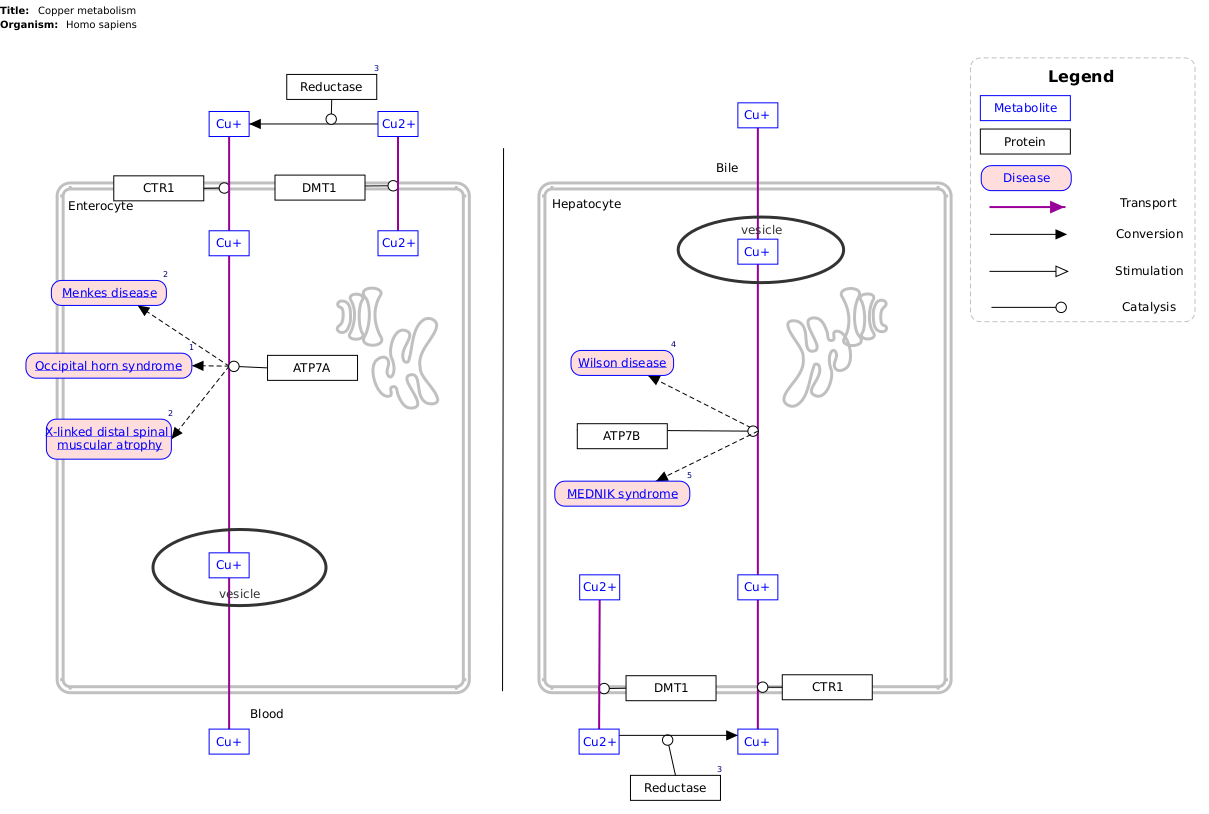 Title: Copper metabolism
Organism: Homo sapiens
3
Reductase
Cu+
Cu2+
CTR1
DMT1
Enterocyte
Cu+
Cu2+
2
Menkes disease
1
Occipital horn syndrome
ATP7A
2
X-linked distal spinal
muscular atrophy
Cu+
vesicle
Blood
Cu+
Cu+
Bile
Hepatocyte
vesicle
Cu+
4
Wilson disease
ATP7B
5
MEDNIK syndrome
Cu2+
Cu+
DMT1
CTR1
Cu2+
Cu+
3
Reductase
Legend
Metabolite
Protein
Disease
Transport
Conversion
Stimulation
Catalysis